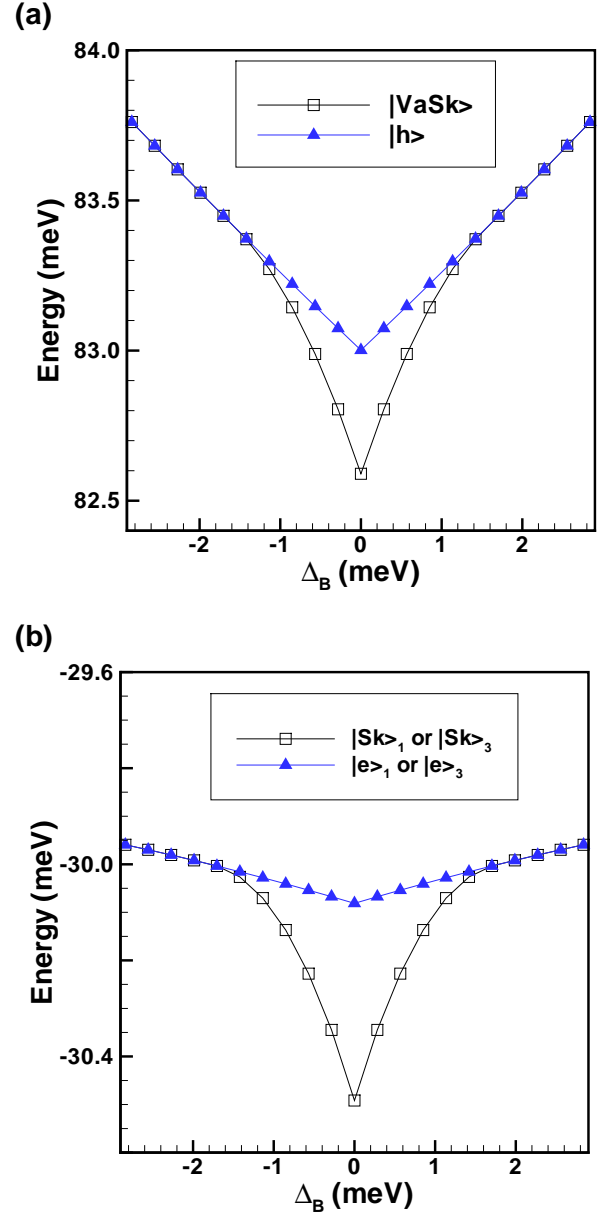 (a)
84.0
|VaSk>
|h>
83.5
Energy (meV)
83.0
82.5
-2 -1 0 1 2
Δ_B (meV)
(b)
-29.6
|Sk>_1 or |Sk>_3
|e>_1 or |e>_3
-30.0
Energy (meV)
-30.4
-2 -1 0 1 2
Δ_B (meV)